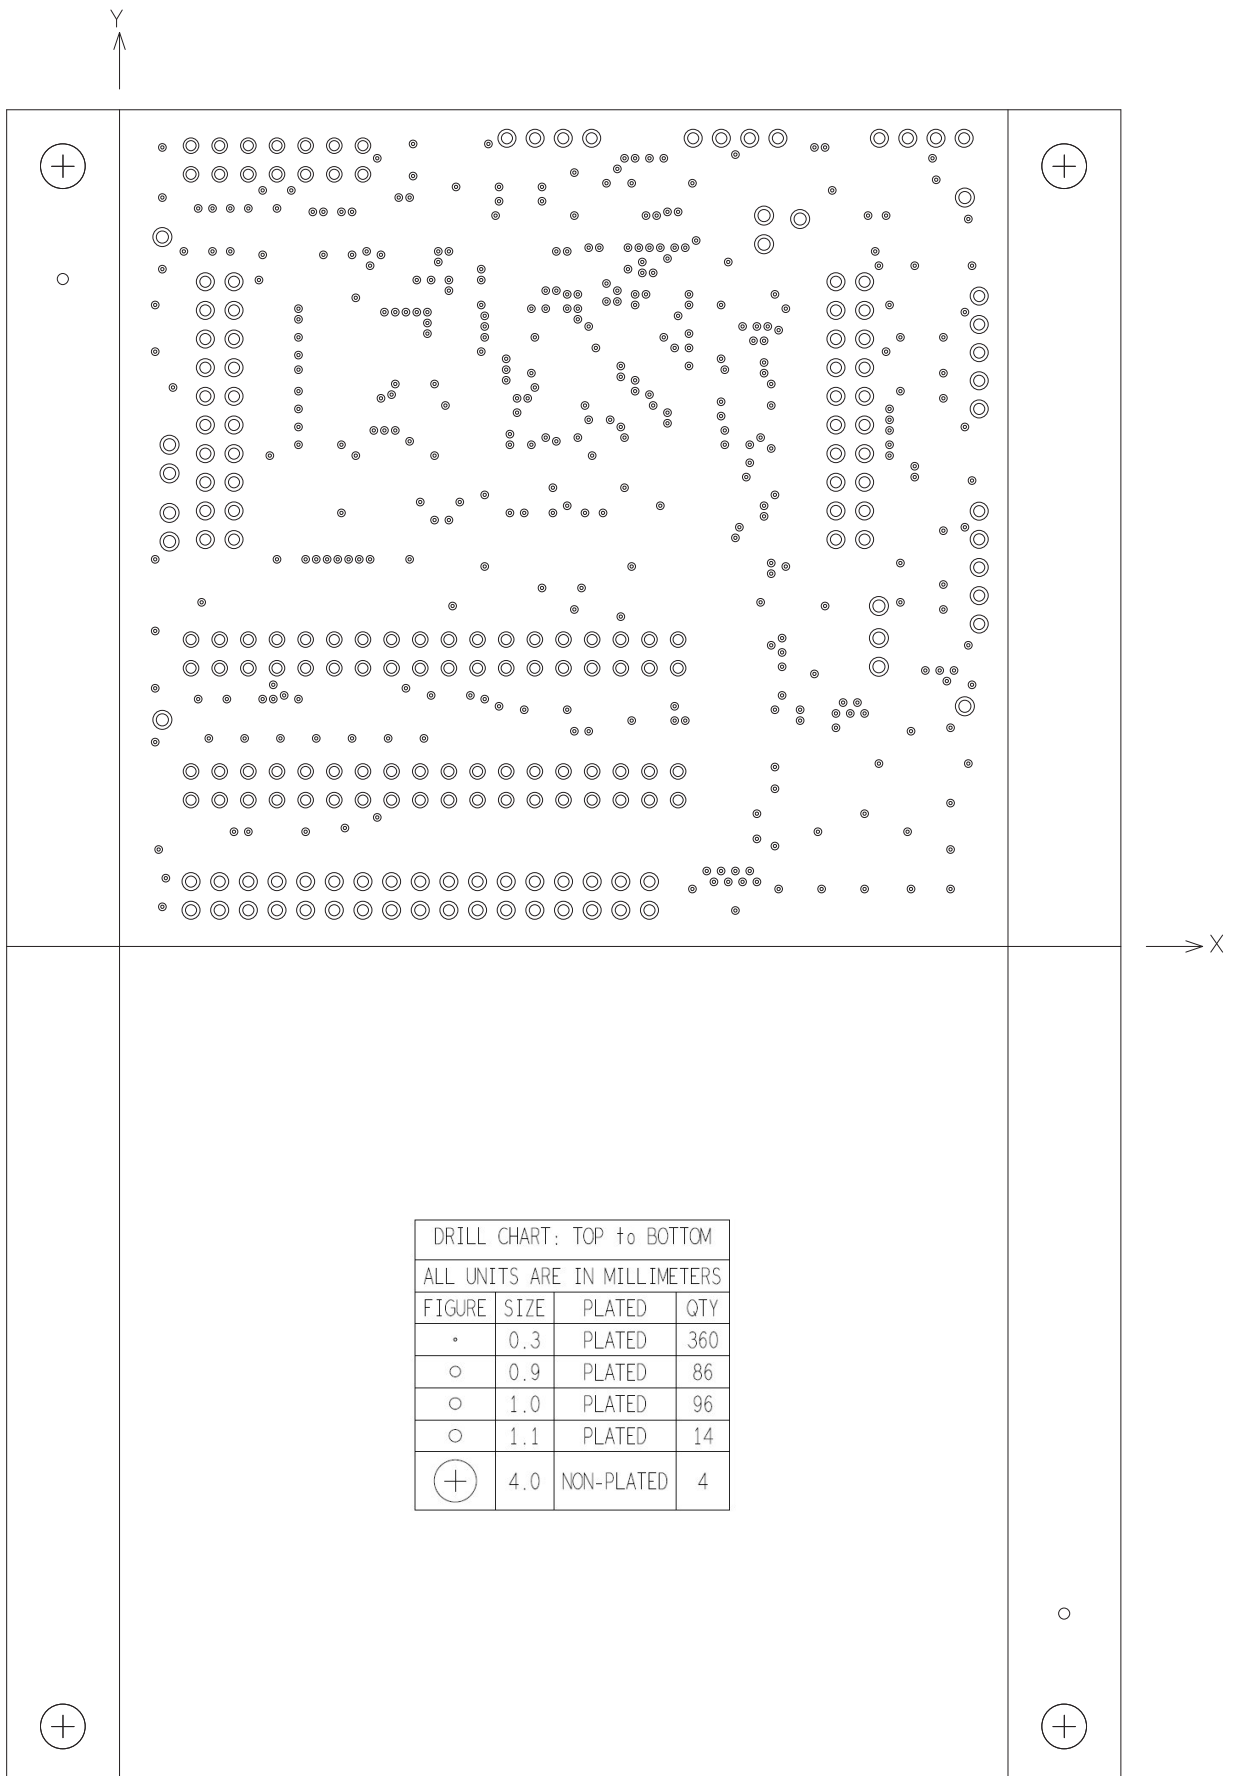 Y
X
DRILL CHART: TOP to BOTTOM
ALL UNITS ARE IN MILLIMETERS
FIGURE SIZE PLATED QTY
0.3 PLATED 360
0.9 PLATED 86
1.0 PLATED 96
1.1 PLATED 14
4.0 NON-PLATED 4